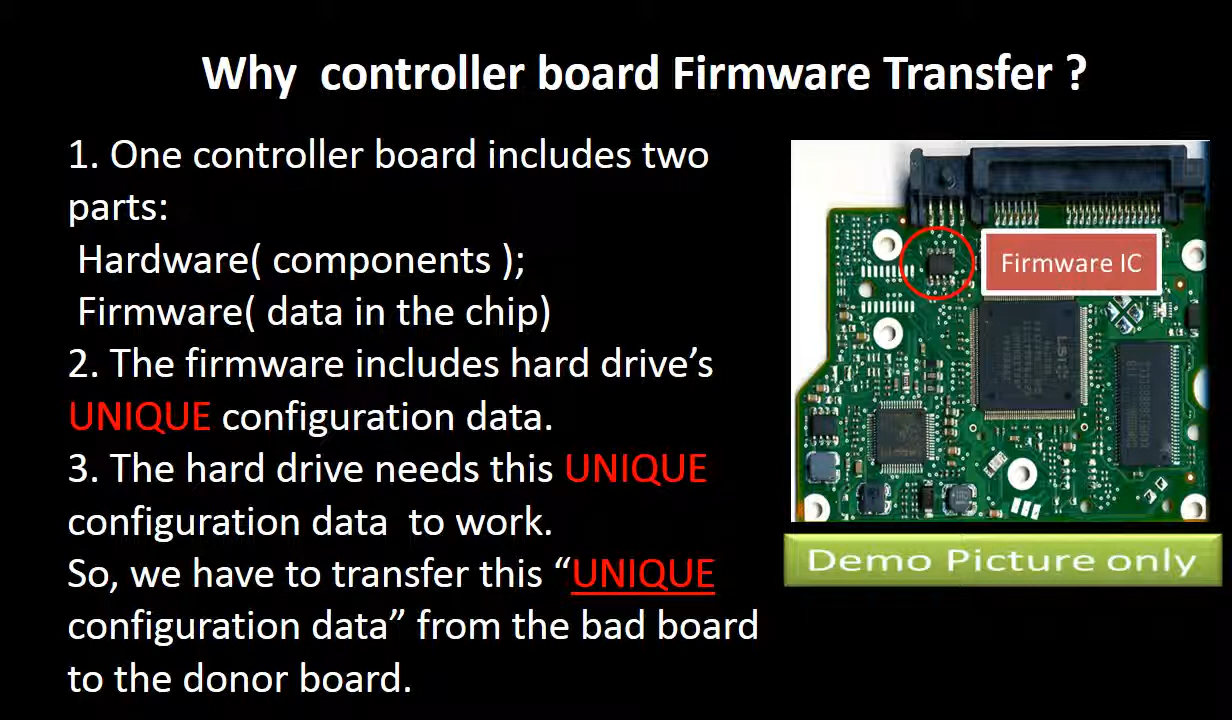 Why controller board Firmware Transfer ?
1. One controller board includes two
parts:
Hardware( components );
Firmware( data in the chip)
2. The firmware includes hard drive’s
UNIQUE configuration data.
3. The hard drive needs this UNIQUE
configuration data to work.
So, we have to transfer this “UNIQUE
configuration data” from the bad board
to the donor board.
Firmware IC
LSI
Demo Picture only